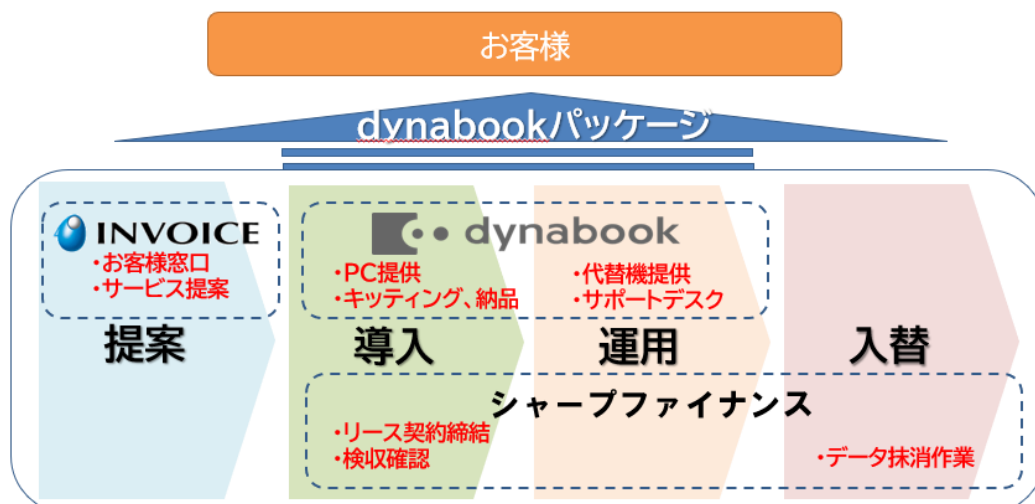 お客様
dynabookパッケージ
INVOICE
・お客様窓口
・サービス提案
提案
dynabook
・PC提供
・キッティング、納品
導入
・代替機提供
・サポートデスク
運用
入替
シャープファイナンス
・リース契約締結
・検収確認
・データ抹消作業